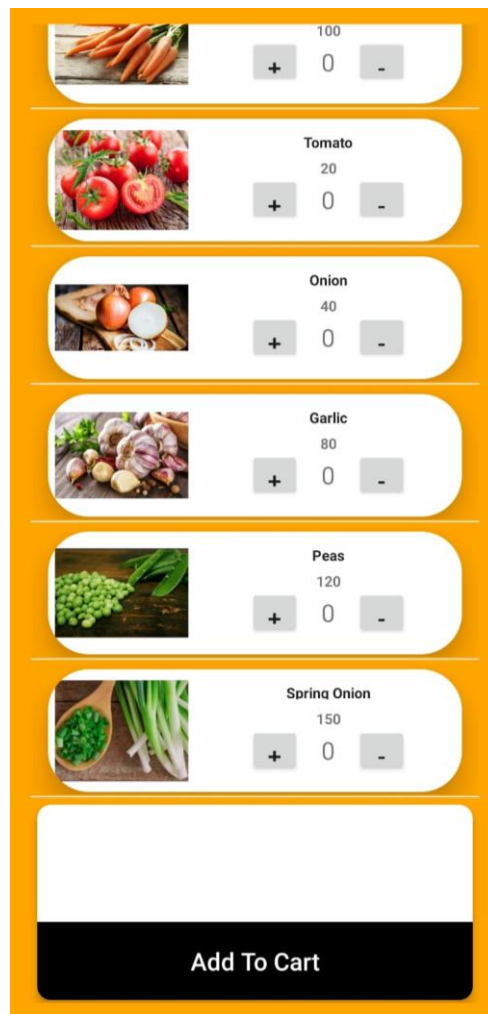 100
+ 0 -
Tomato
20
+ 0 -
Onion
40
+ 0 -
Garlic
80
+ 0 -
Peas
120
+ 0 -
Spring Onion
150
+ 0 -
Add To Cart